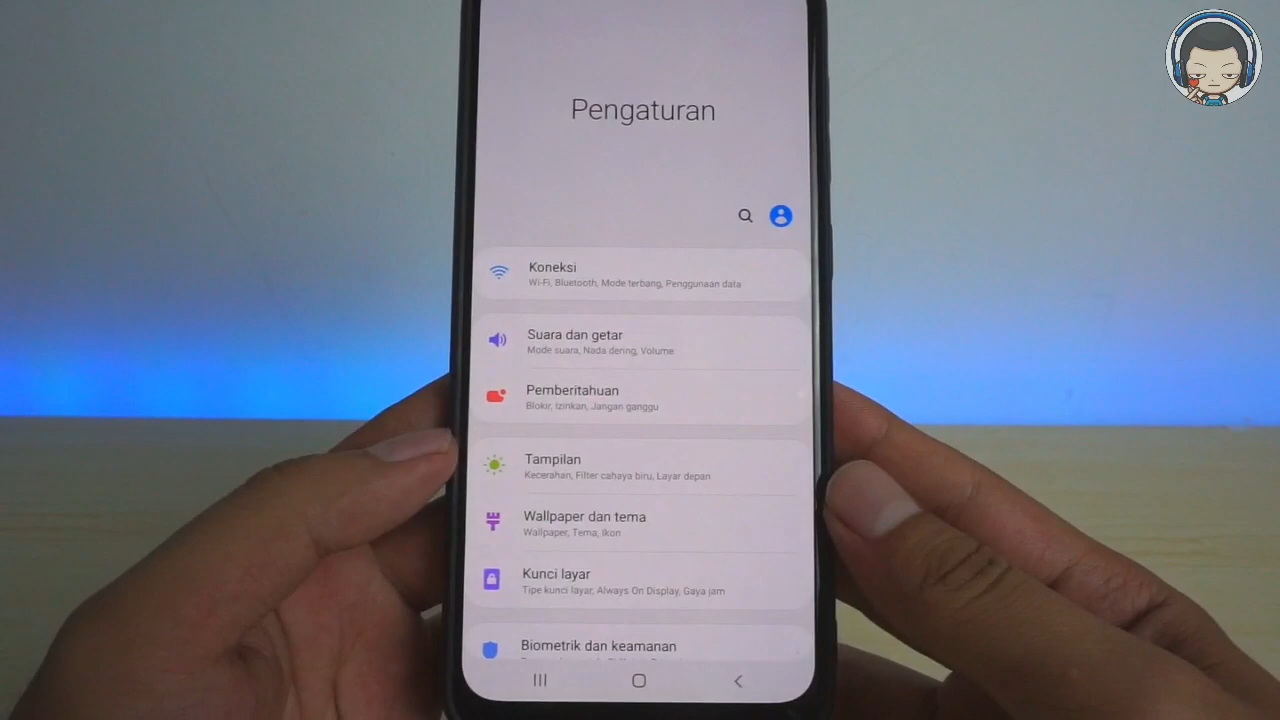 Pengaturan
Koneksi
Wi-Fi, Bluetooth, Mode terbang, Penggunaan data
Suara dan getar
Mode suara, Nada dering, Volume
Pemberitahuan
Blokir, Izinkan, Jangan ganggu
Tampilan
Kecerahan, Filter cahaya biru, Layar depan
Wallpaper dan tema
Wallpaper, Tema, Ikon
Kunci layar
Tipe kunci layar, Always On Display, Gaya jam
Biometrik dan keamanan